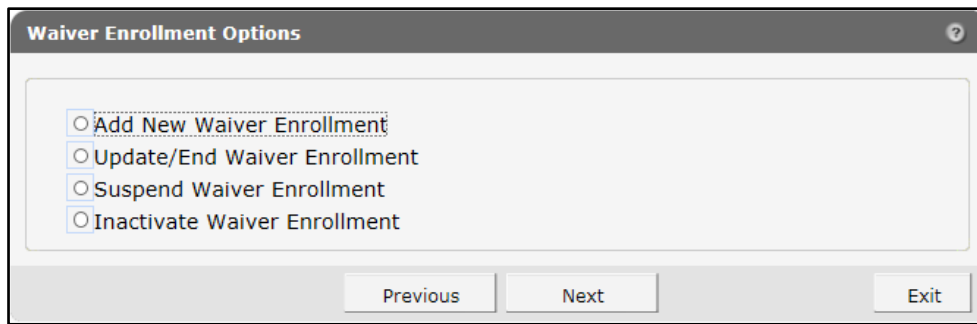 Waiver Enrollment Options
?
Add New Waiver Enrollment
Update/End Waiver Enrollment
Suspend Waiver Enrollment
Inactivate Waiver Enrollment
Previous Next Exit